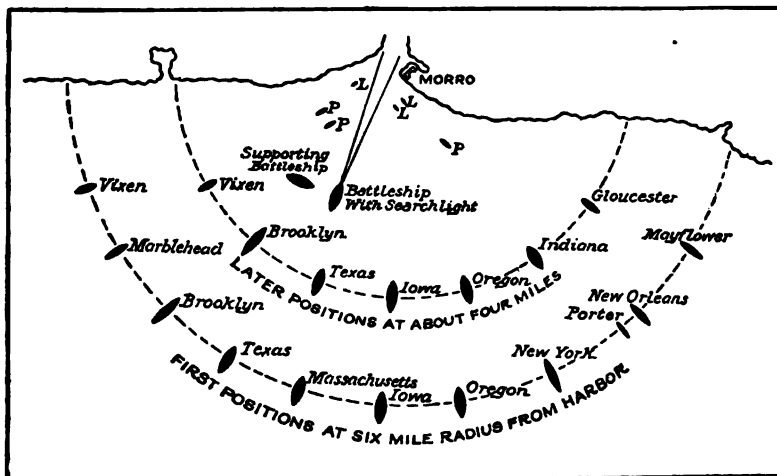 MORRO
L
P
P
L
L
P
Supporting
Battleship
Battleship
With Searchlight
Vixen
Vixen
Gloucester
Marblehead
Brooklyn
Indiana
Mayflower
Texas
Iowa
Oregon
LATER POSITIONS AT ABOUT FOUR MILES
Brooklyn
New Orleans
Porter
Texas
New York
Massachusetts
Iowa
Oregon
FIRST POSITIONS AT SIX MILE RADIUS FROM HARBOR